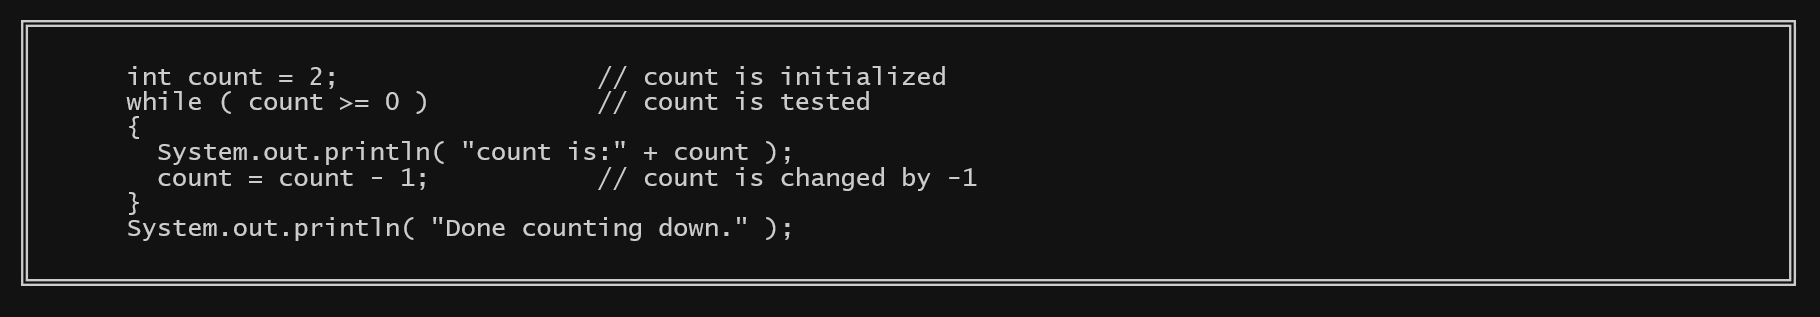 int count = 2;                 // count is initialized
while ( count >= 0 )           // count is tested
{
  System.out.println( "count is:" + count );
  count = count - 1;           // count is changed by -1
}
System.out.println( "Done counting down." );